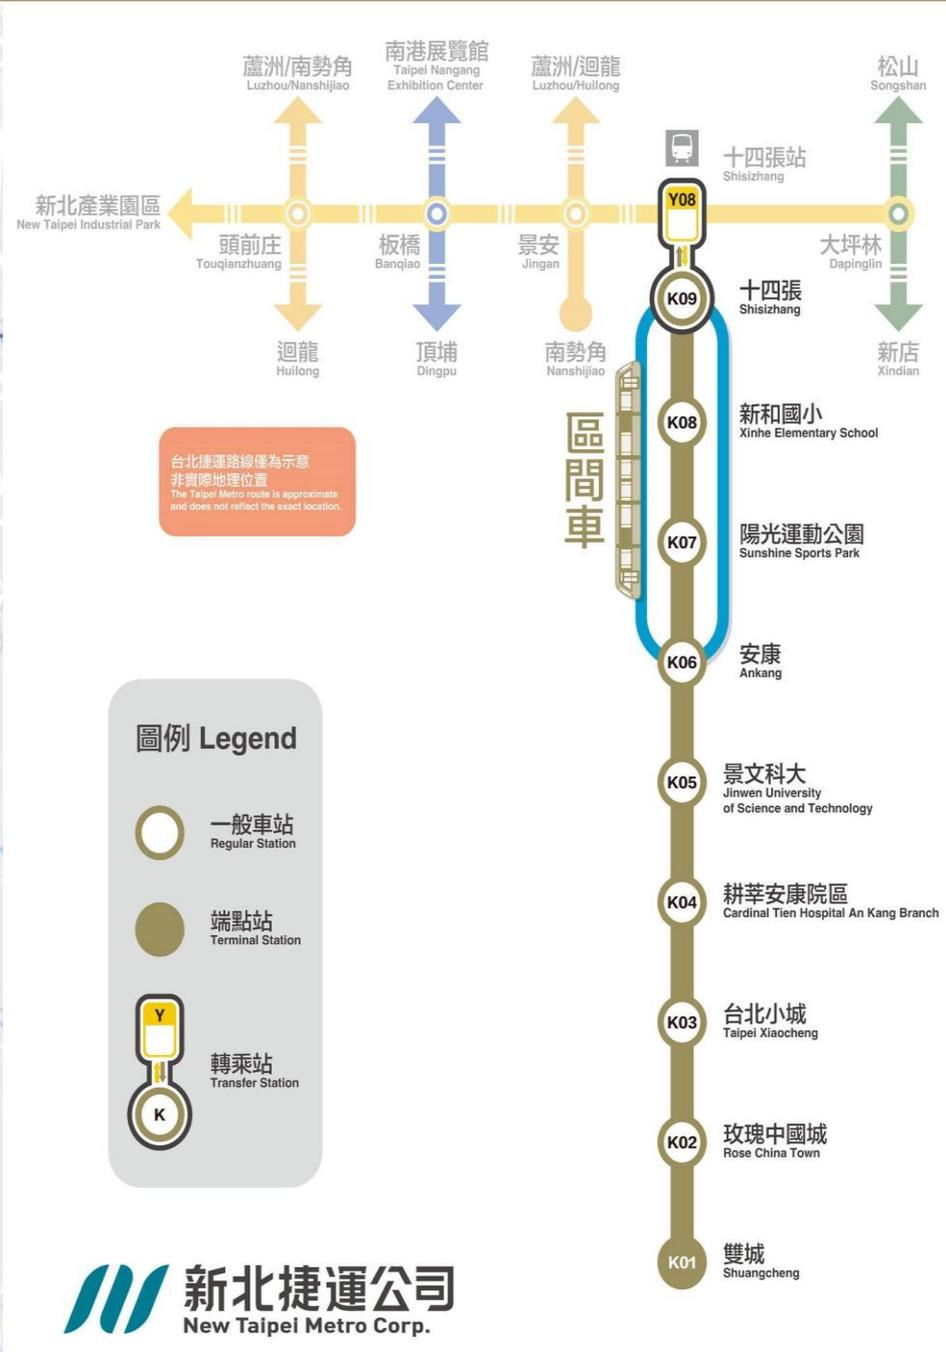 蘆洲/南勢角
Luzhou/Nanshijiao
南港展覽館
Taipei Nangang
Exhibition Center
蘆洲/迴龍
Luzhou/Huilong
松山
Songshan
十四張站
Shisizhang
新北產業園區
New Taipei Industrial Park
Y08
頭前庄
Touqianzhuang
板橋
Banqiao
景安
Jingan
大坪林
Dapinglin
K09
十四張
Shisizhang
迴龍
Huilong
頂埔
Dingpu
南勢角
Nanshijiao
新店
Xindian
台北捷運路線僅為示意
非實際地理位置
The Taipei Metro route is approximate
and does not reflect the exact location.
區間車
K08
新和國小
Xinhe Elementary School
K07
陽光運動公園
Sunshine Sports Park
K06
安康
Ankang
K05
景文科大
Jinwen University
of Science and Technology
K04
耕莘安康院區
Cardinal Tien Hospital An Kang Branch
K03
台北小城
Taipei Xiaocheng
K02
玫瑰中國城
Rose China Town
K01
雙城
Shuangcheng
圖例 Legend
一般車站
Regular Station
端點站
Terminal Station
Y
轉乘站
Transfer Station
K
新北捷運公司
New Taipei Metro Corp.